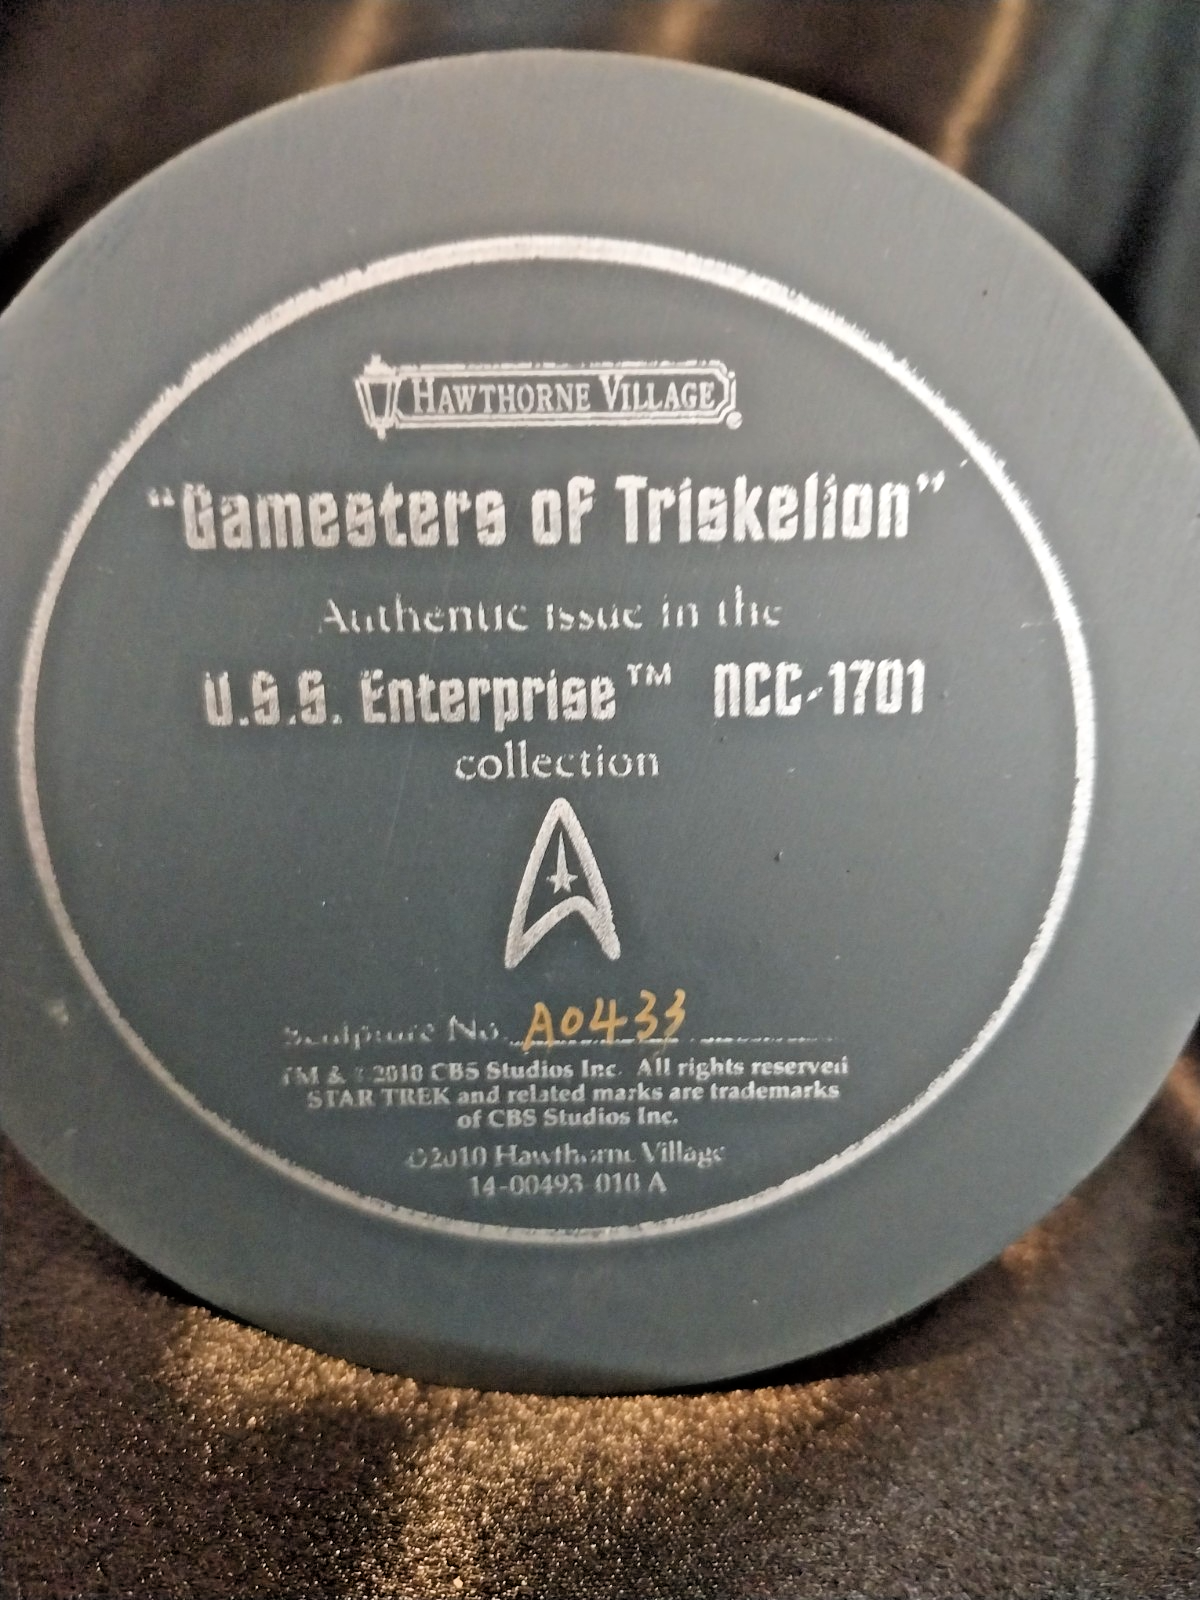 HAWTHORNE VILLAGE
"Gamesters of Triskelion"
Authentic issue in the
U.S.S. Enterprise™ NCC-1701
collection
Sculpture No. A0433
TM & © 2010 CBS Studios Inc. All rights reserved
STAR TREK and related marks are trademarks
of CBS Studios Inc.
©2010 Hawthorne Village
14-00493-010 A